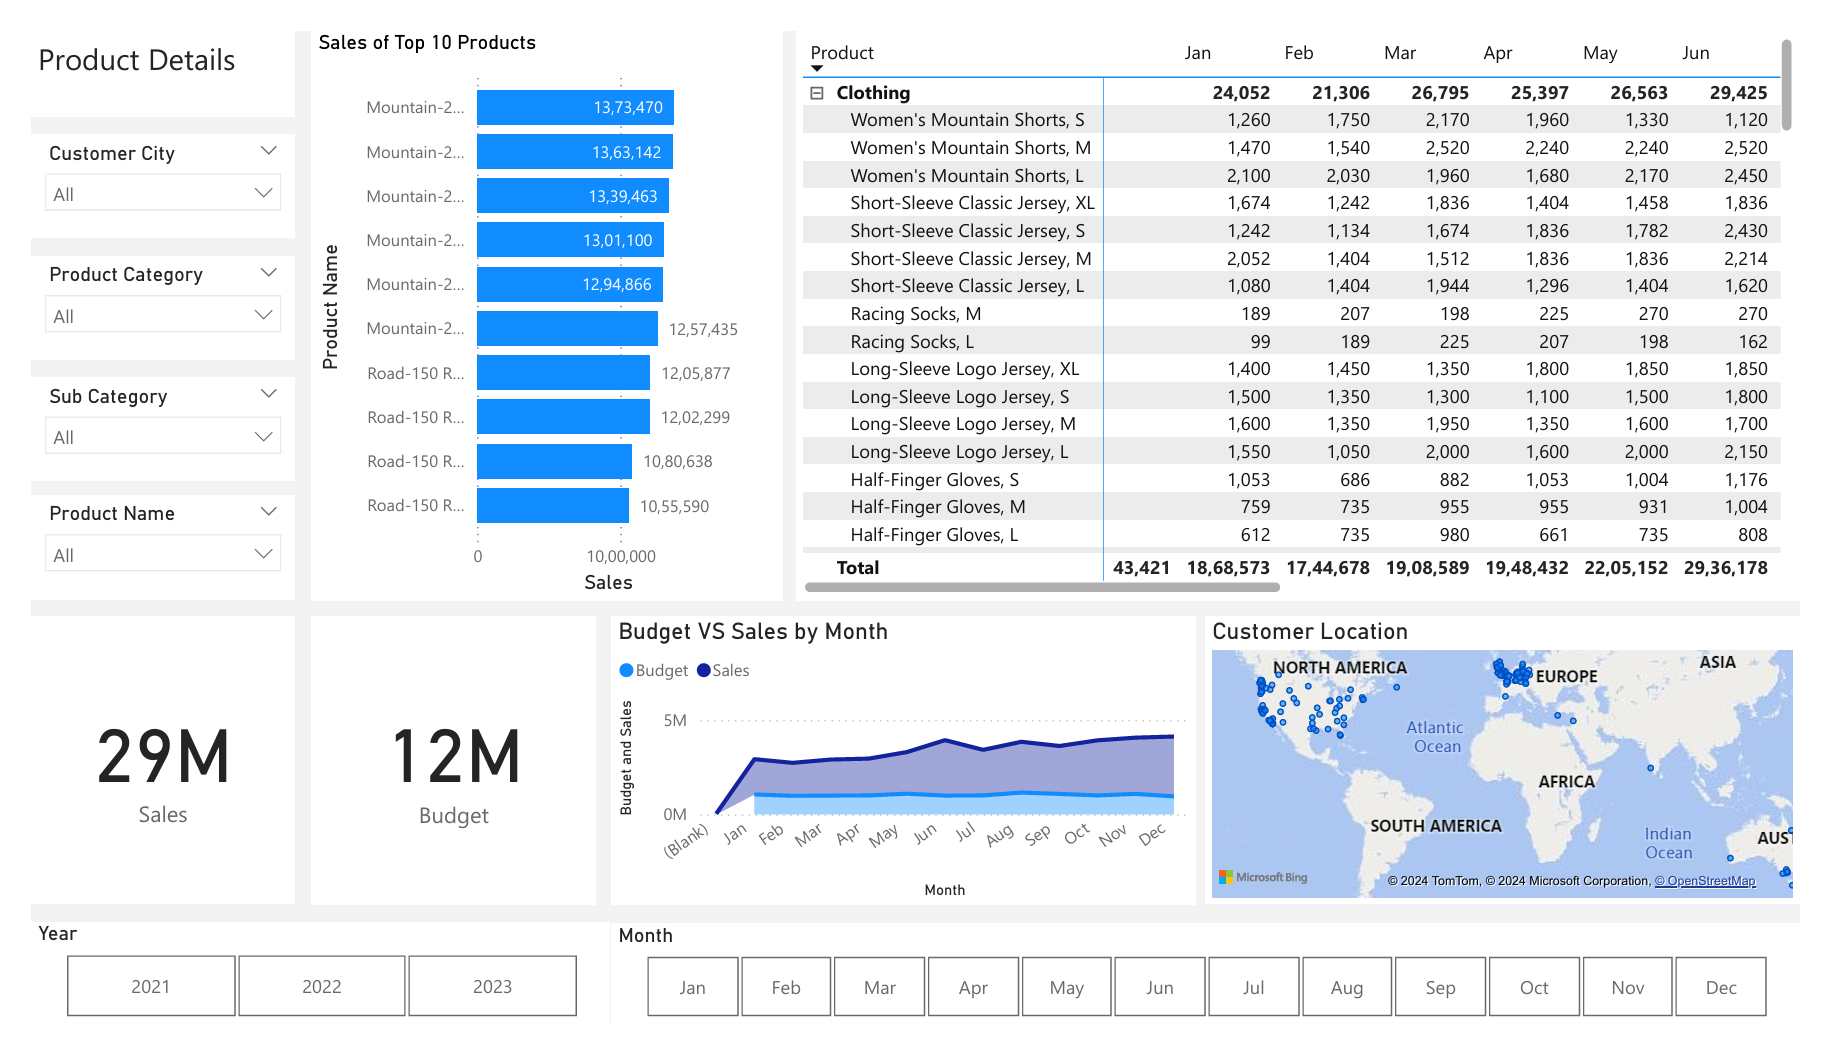 Product Details
Customer City
All
Product Category
All
Sub Category
All
Product Name
All
Sales of Top 10 Products
Product Name
Mountain-2... 13,73,470
Mountain-2... 13,63,142
Mountain-2... 13,39,463
Mountain-2... 13,01,100
Mountain-2... 12,94,866
Mountain-2... 12,57,435
Road-150 R... 12,05,877
Road-150 R... 12,02,299
Road-150 R... 10,80,638
Road-150 R... 10,55,590
0 10,00,000
Sales
Product Jan Feb Mar Apr May Jun
Clothing 24,052 21,306 26,795 25,397 26,563 29,425
Women's Mountain Shorts, S 1,260 1,750 2,170 1,960 1,330 1,120
Women's Mountain Shorts, M 1,470 1,540 2,520 2,240 2,240 2,520
Women's Mountain Shorts, L 2,100 2,030 1,960 1,680 2,170 2,450
Short-Sleeve Classic Jersey, XL 1,674 1,242 1,836 1,404 1,458 1,836
Short-Sleeve Classic Jersey, S 1,242 1,134 1,674 1,836 1,782 2,430
Short-Sleeve Classic Jersey, M 2,052 1,404 1,512 1,836 1,836 2,214
Short-Sleeve Classic Jersey, L 1,080 1,404 1,944 1,296 1,404 1,620
Racing Socks, M 189 207 198 225 270 270
Racing Socks, L 99 189 225 207 198 162
Long-Sleeve Logo Jersey, XL 1,400 1,450 1,350 1,800 1,850 1,850
Long-Sleeve Logo Jersey, S 1,500 1,350 1,300 1,100 1,500 1,800
Long-Sleeve Logo Jersey, M 1,600 1,350 1,950 1,350 1,600 1,700
Long-Sleeve Logo Jersey, L 1,550 1,050 2,000 1,600 2,000 2,150
Half-Finger Gloves, S 1,053 686 882 1,053 1,004 1,176
Half-Finger Gloves, M 759 735 955 955 931 1,004
Half-Finger Gloves, L 612 735 980 661 735 808
Total 43,421 18,68,573 17,44,678 19,08,589 19,48,432 22,05,152 29,36,178
29M
Sales
12M
Budget
Budget VS Sales by Month
Budget Sales
Budget and Sales
5M
0M
(Blank) Jan Feb Mar Apr May Jun Jul Aug Sep Oct Nov Dec
Month
Customer Location
NORTH AMERICA
EUROPE
ASIA
Atlantic
Ocean
AFRICA
SOUTH AMERICA
Indian
Ocean
AUST
Microsoft Bing
© 2024 TomTom, © 2024 Microsoft Corporation, © OpenStreetMap
Year
2021 2022 2023
Month
Jan Feb Mar Apr May Jun Jul Aug Sep Oct Nov Dec